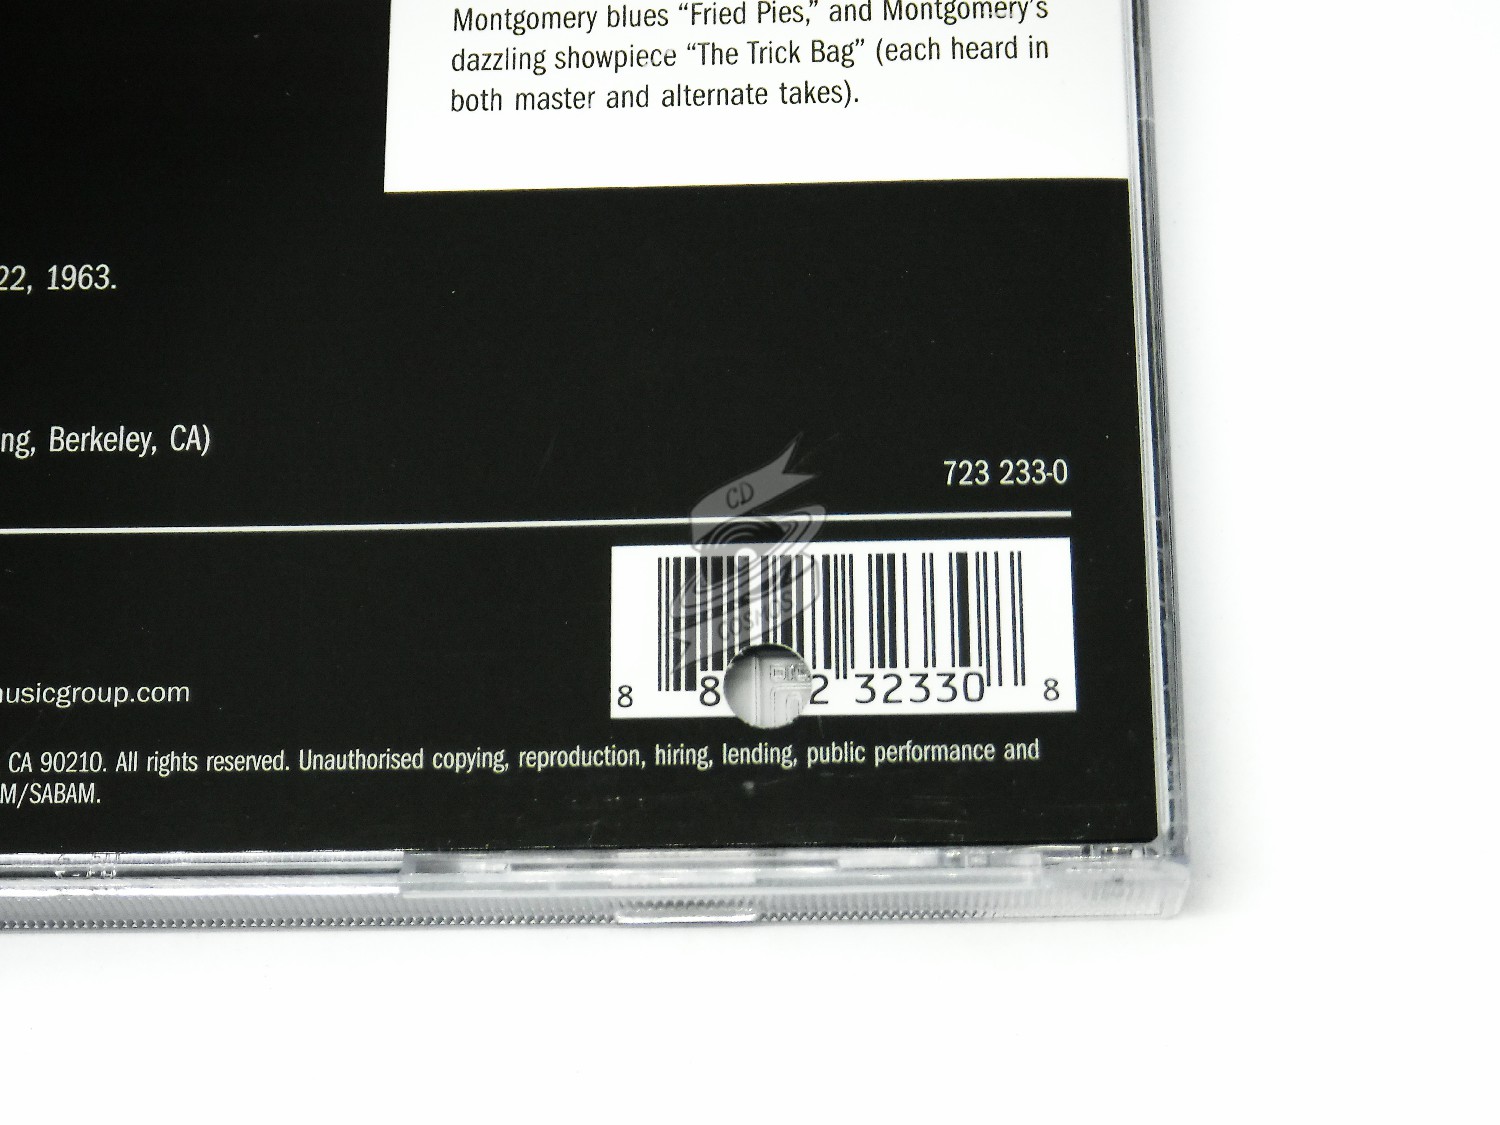 Montgomery blues “Fried Pies,” and Montgomery’s
dazzling showpiece “The Trick Bag” (each heard in
both master and alternate takes).
22, 1963.
ng, Berkeley, CA)
723 233-0
CD
COSMOS
8 8 2 32330 8
usicgroup.com
CA 90210. All rights reserved. Unauthorised copying, reproduction, hiring, lending, public performance and
M/SABAM.